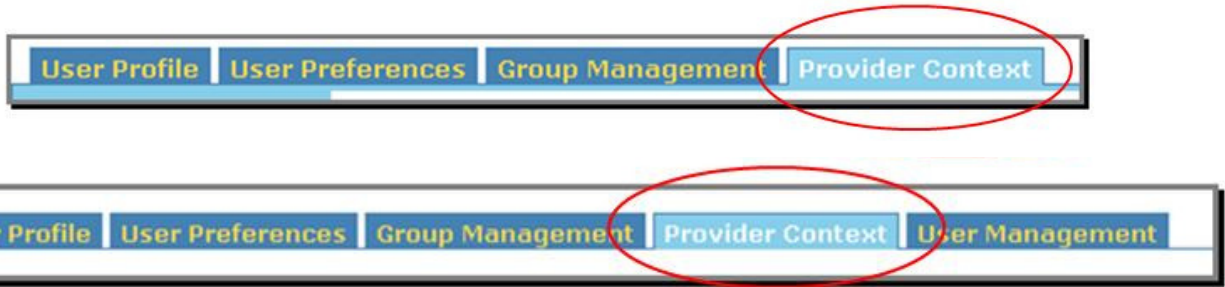 User Profile User Preferences Group Management Provider Context
Profile User Preferences Group Management Provider Context User Management